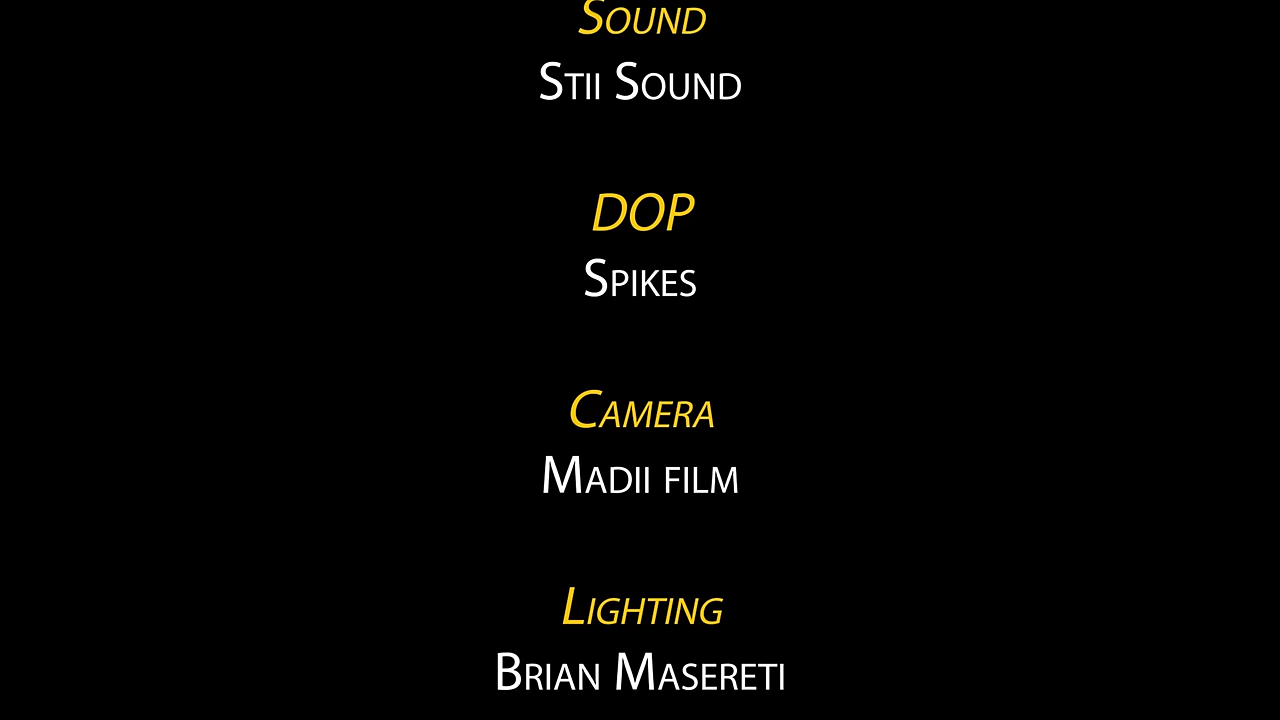 Sound
Stii Sound
DOP
Spikes
Camera
Madii film
Lighting
Brian Masereti